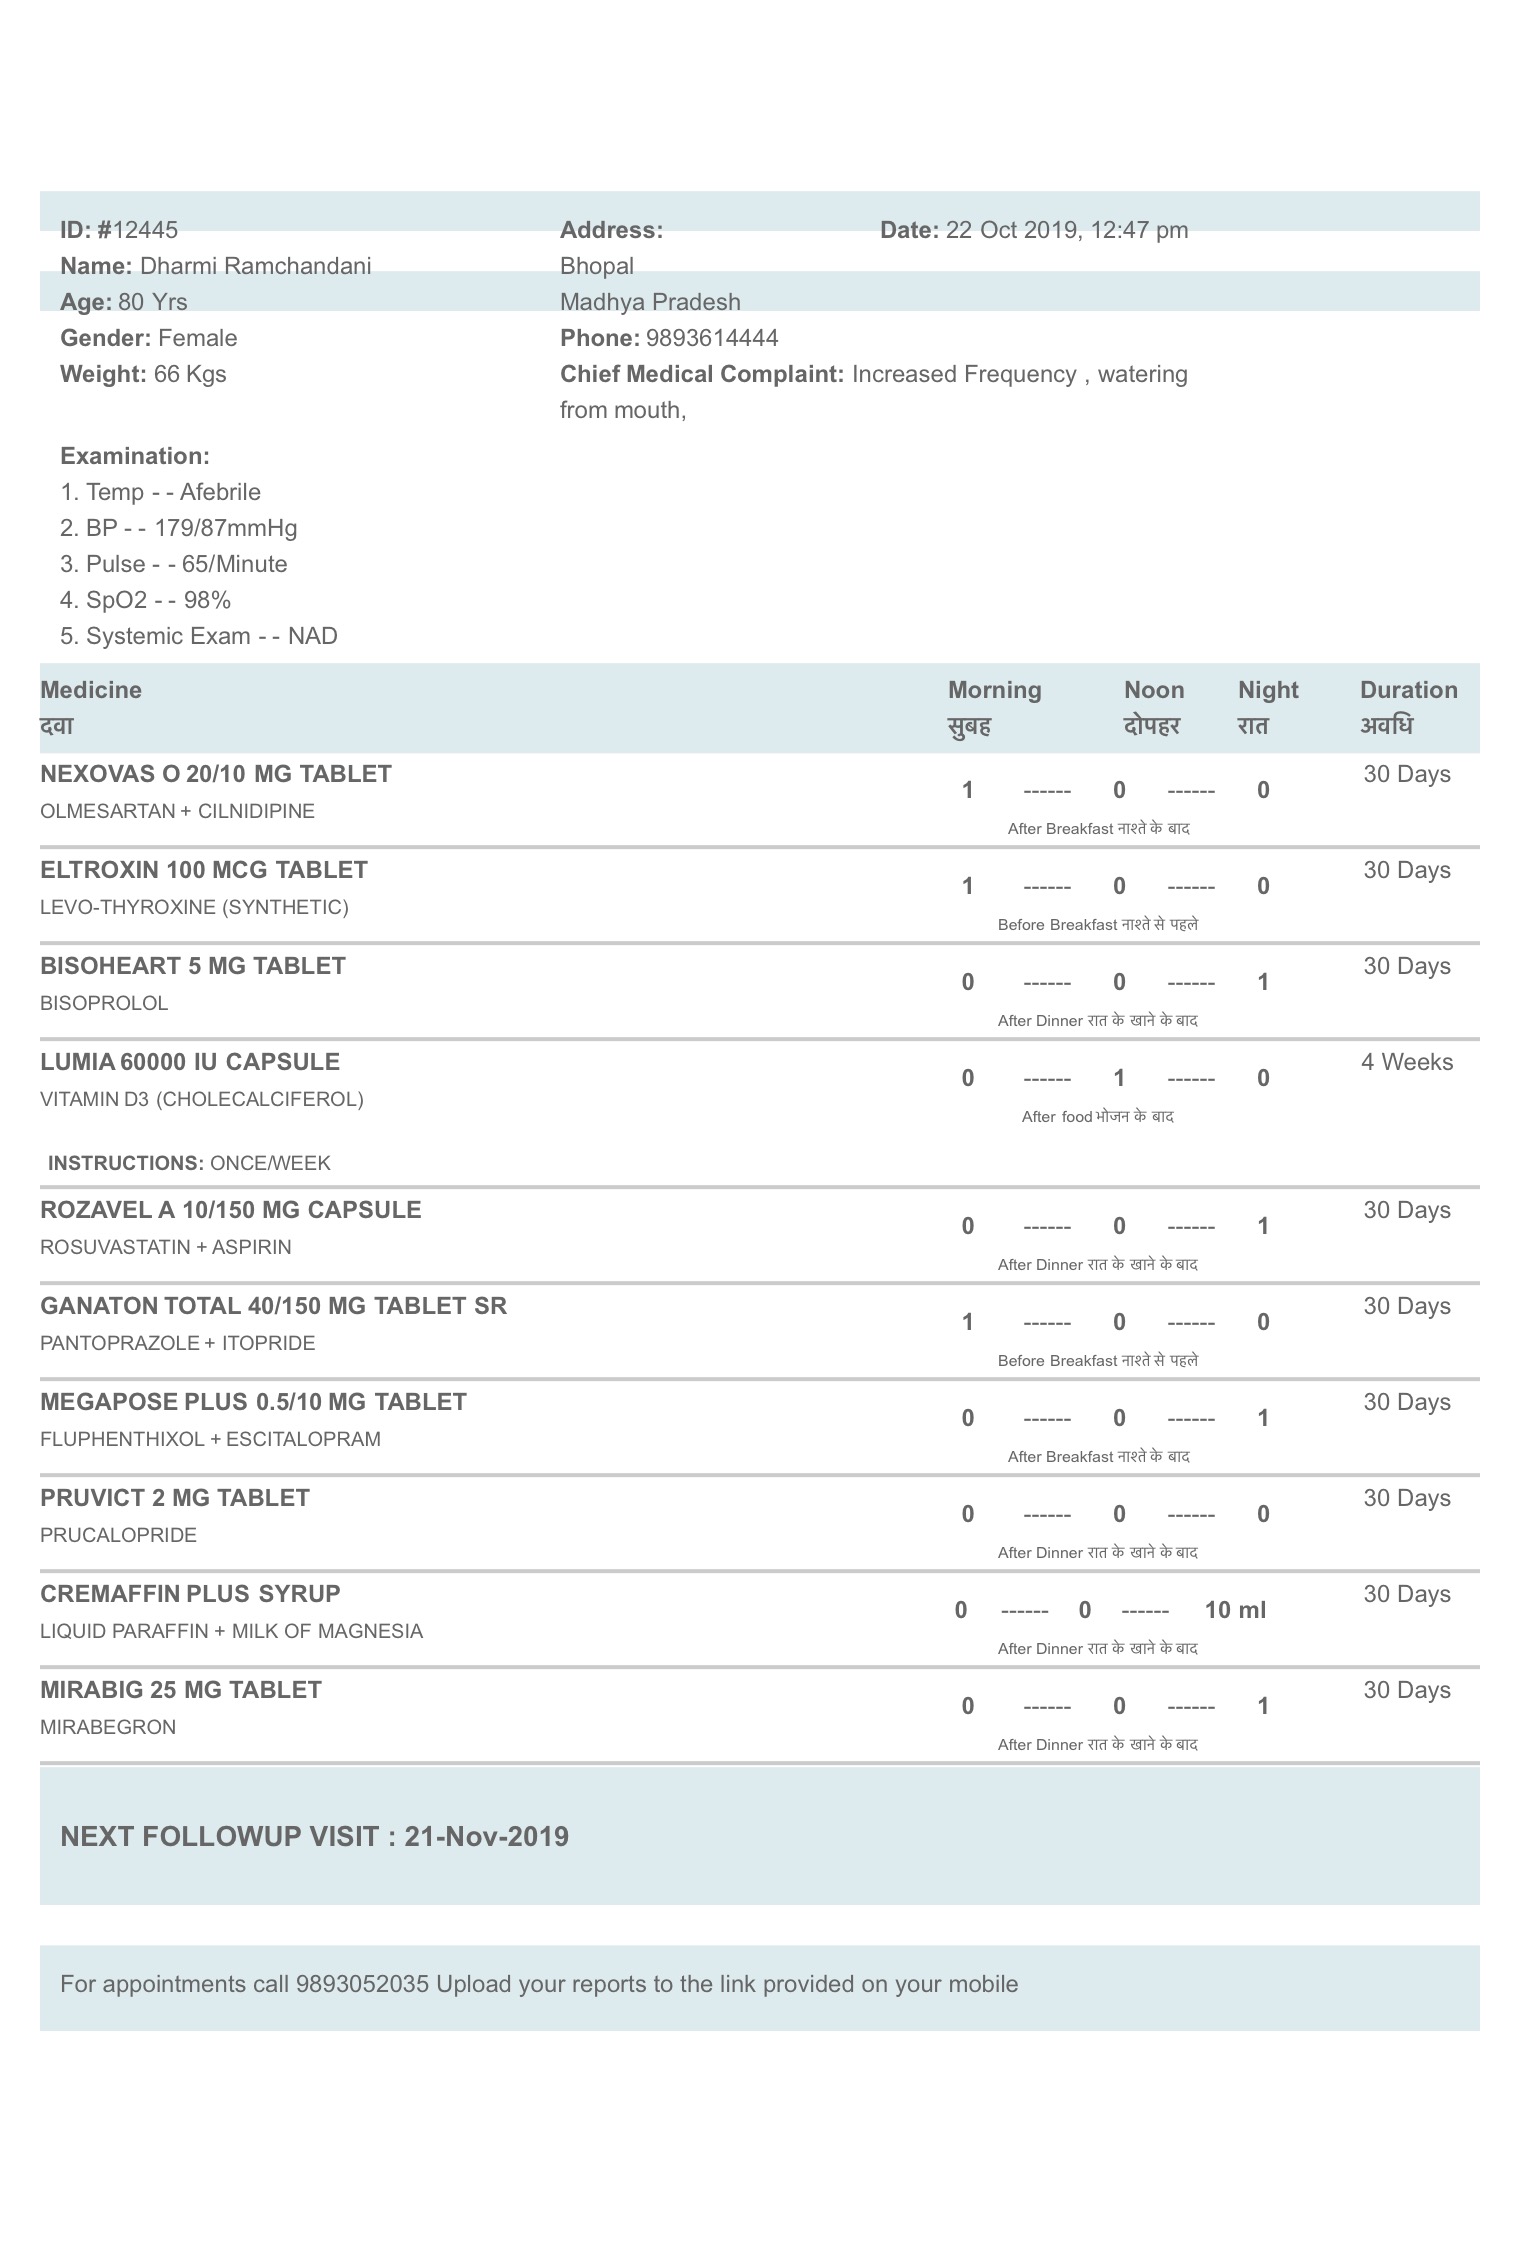 ID: #12445 Address: Date: 22 Oct 2019, 12:47 pm
Name: Dharmi Ramchandani Bhopal
Age: 80 Yrs Madhya Pradesh
Gender: Female Phone: 9893614444
Weight: 66 Kgs Chief Medical Complaint: Increased Frequency , watering
from mouth,
Examination:
1. Temp - - Afebrile
2. BP - - 179/87mmHg
3. Pulse - - 65/Minute
4. SpO2 - - 98%
5. Systemic Exam - - NAD
Medicine Morning Noon Night Duration
दवा सुबह दोपहर रात अवधि
NEXOVAS O 20/10 MG TABLET 30 Days
1 ------ 0 ------ 0
OLMESARTAN + CILNIDIPINE
After Breakfast नाश्ते के बाद
ELTROXIN 100 MCG TABLET 30 Days
1 ------ 0 ------ 0
LEVO-THYROXINE (SYNTHETIC)
Before Breakfast नाश्ते से पहले
BISOHEART 5 MG TABLET 30 Days
0 ------ 0 ------ 1
BISOPROLOL
After Dinner रात के खाने के बाद
LUMIA 60000 IU CAPSULE 4 Weeks
0 ------ 1 ------ 0
VITAMIN D3 (CHOLECALCIFEROL)
After food भोजन के बाद
INSTRUCTIONS: ONCE/WEEK
ROZAVEL A 10/150 MG CAPSULE 30 Days
0 ------ 0 ------ 1
ROSUVASTATIN + ASPIRIN
After Dinner रात के खाने के बाद
GANATON TOTAL 40/150 MG TABLET SR 30 Days
1 ------ 0 ------ 0
PANTOPRAZOLE + ITOPRIDE
Before Breakfast नाश्ते से पहले
MEGAPOSE PLUS 0.5/10 MG TABLET 30 Days
0 ------ 0 ------ 1
FLUPHENTHIXOL + ESCITALOPRAM
After Breakfast नाश्ते के बाद
PRUVICT 2 MG TABLET 30 Days
0 ------ 0 ------ 0
PRUCALOPRIDE
After Dinner रात के खाने के बाद
CREMAFFIN PLUS SYRUP 30 Days
0 ------ 0 ------ 10 ml
LIQUID PARAFFIN + MILK OF MAGNESIA
After Dinner रात के खाने के बाद
MIRABIG 25 MG TABLET 30 Days
0 ------ 0 ------ 1
MIRABEGRON
After Dinner रात के खाने के बाद
NEXT FOLLOWUP VISIT : 21-Nov-2019
For appointments call 9893052035 Upload your reports to the link provided on your mobile